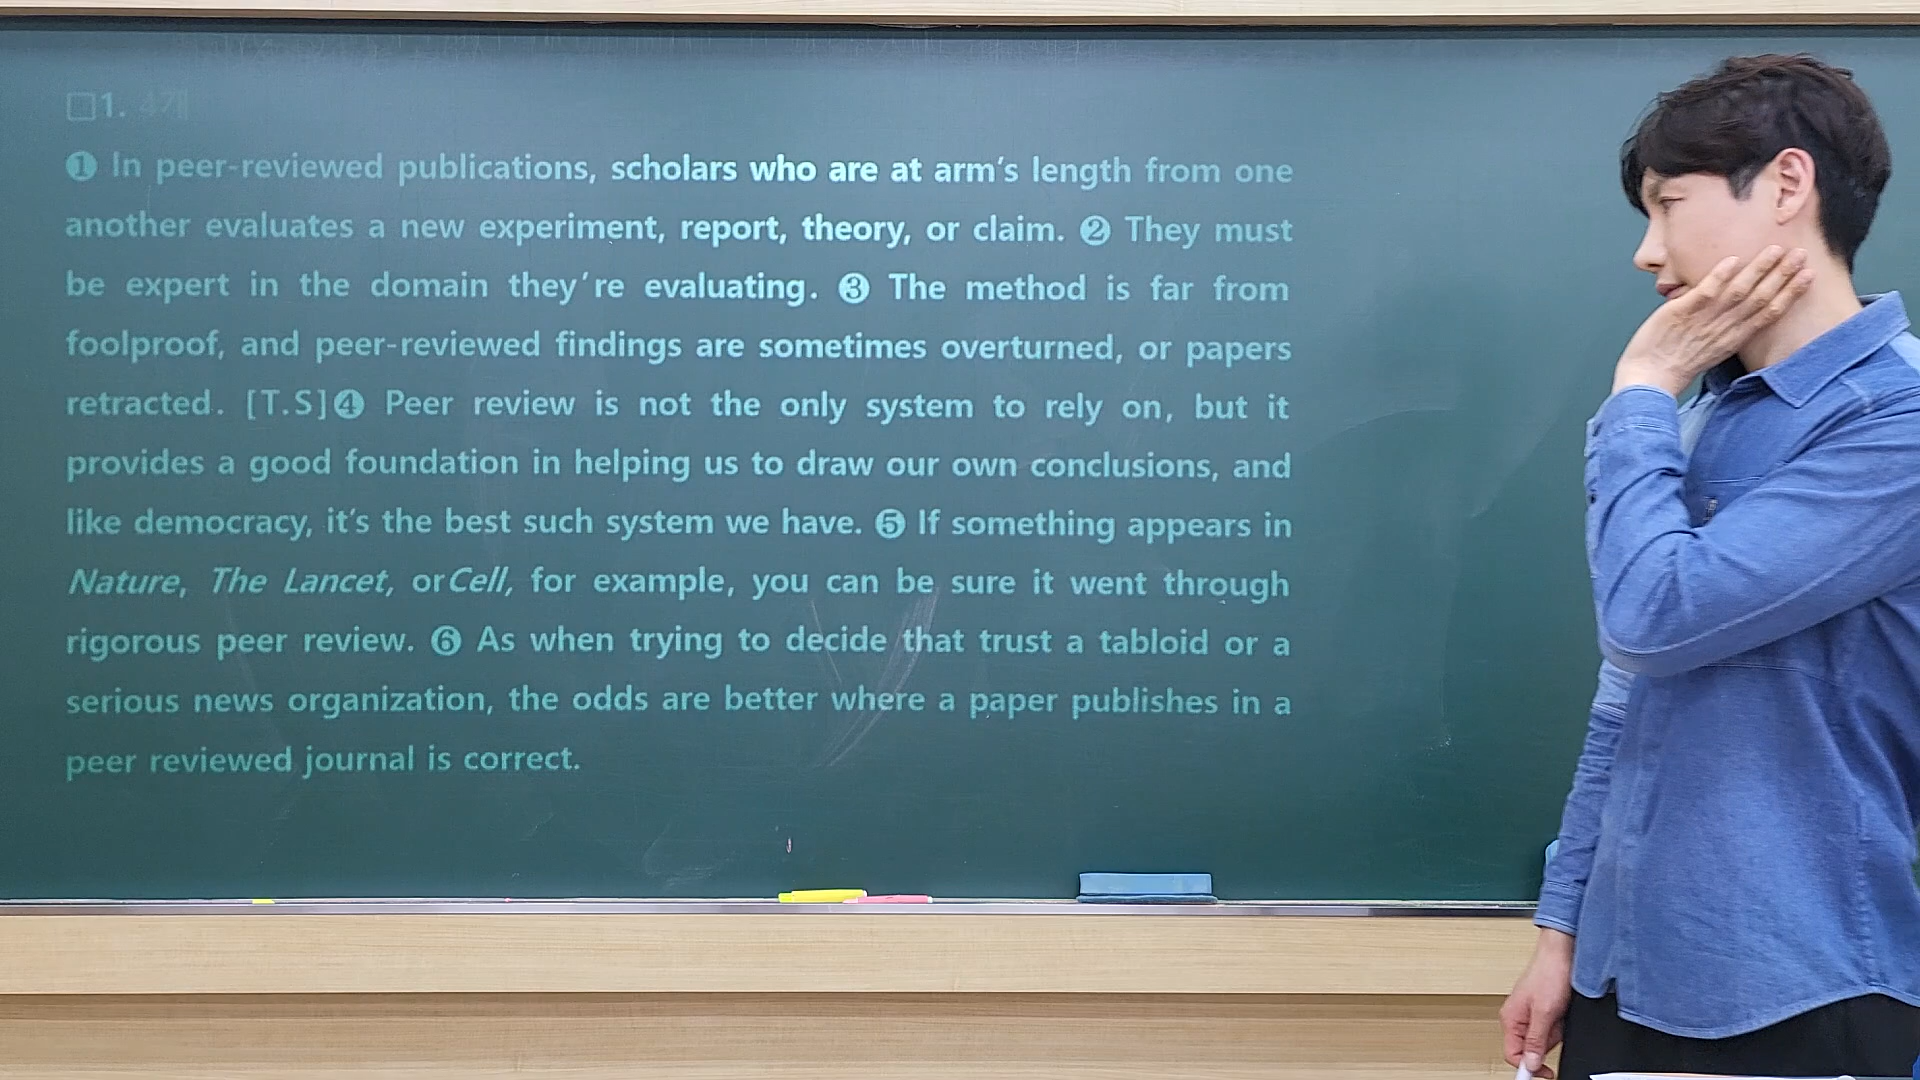 □1. 4개
❶ In peer-reviewed publications, scholars who are at arm's length from one
another evaluates a new experiment, report, theory, or claim. ❷ They must
be expert in the domain they're evaluating. ❸ The method is far from
foolproof, and peer-reviewed findings are sometimes overturned, or papers
retracted. [T.S]❹ Peer review is not the only system to rely on, but it
provides a good foundation in helping us to draw our own conclusions, and
like democracy, it's the best such system we have. ❺ If something appears in
Nature, The Lancet, orCell, for example, you can be sure it went through
rigorous peer review. ❻ As when trying to decide that trust a tabloid or a
serious news organization, the odds are better where a paper publishes in a
peer reviewed journal is correct.